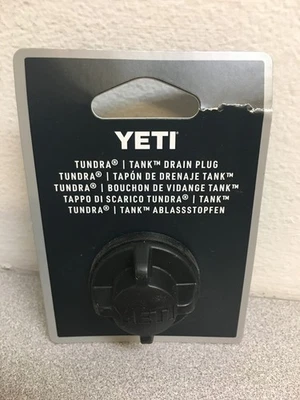 YETI
TUNDRA® | TANK™ DRAIN PLUG
TUNDRA® | TAPÓN DE DRENAJE TANK™
TUNDRA® | BOUCHON DE VIDANGE TANK™
TAPPO DI SCARICO TUNDRA® | TANK™
TUNDRA® | TANK™ ABLASSSTOPFEN
YETI